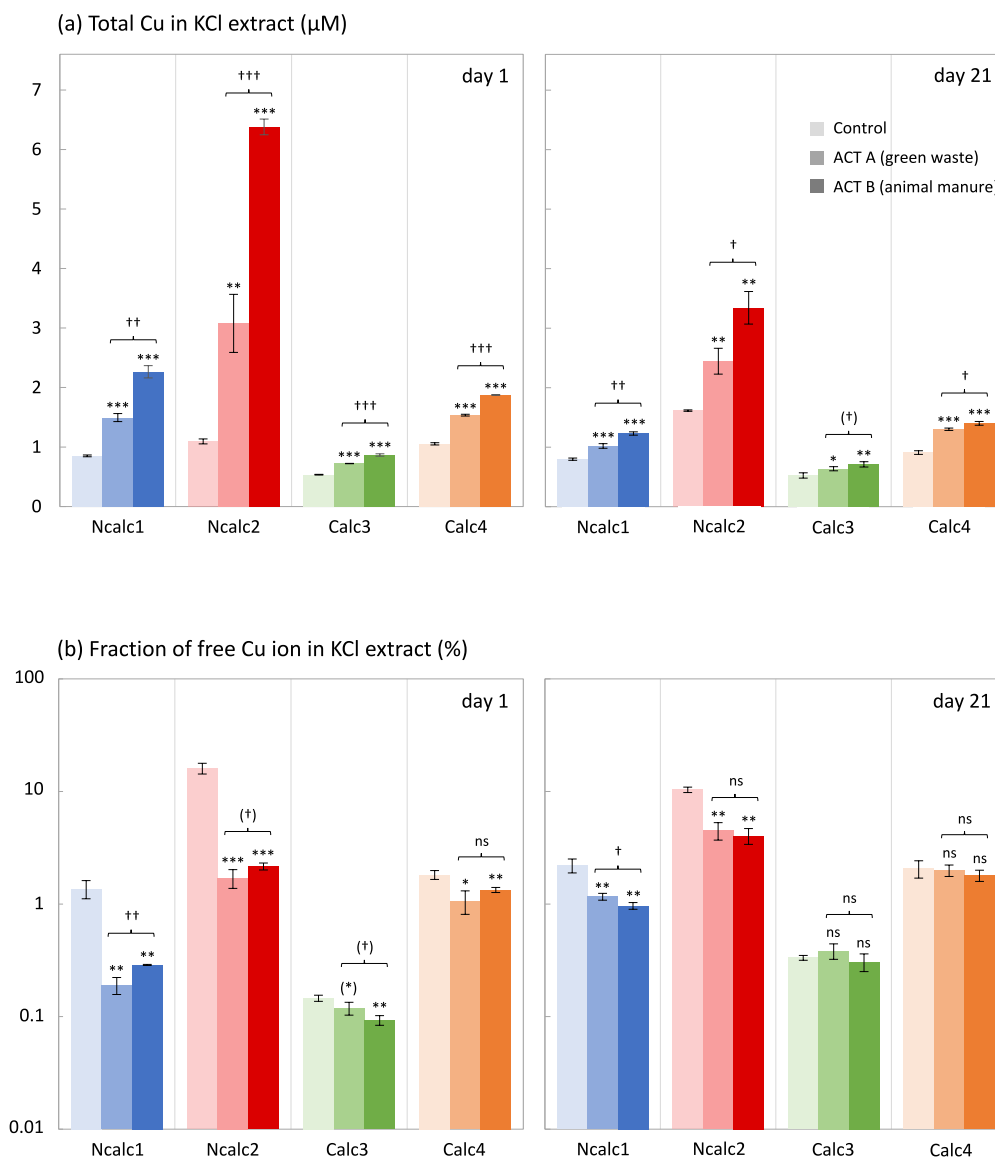 (a) Total Cu in KCl extract (µM)
day 1
day 21
7
6
5
4
3
2
1
0
†††
***
**
††
***
***
†††
***
***
†††
***
***
Control
ACT A (green waste)
ACT B (animal manure)
†
**
**
††
***
***
(†)
*
**
†
***
***
Ncalc1 Ncalc2 Calc3 Calc4
Ncalc1 Ncalc2 Calc3 Calc4
(b) Fraction of free Cu ion in KCl extract (%)
day 1
day 21
100
10
1
0.1
0.01
††
**
**
(†)
***
***
(†)
(*)
**
ns
*
**
†
**
**
ns
**
**
ns
ns
ns
ns
ns
ns
Ncalc1 Ncalc2 Calc3 Calc4
Ncalc1 Ncalc2 Calc3 Calc4